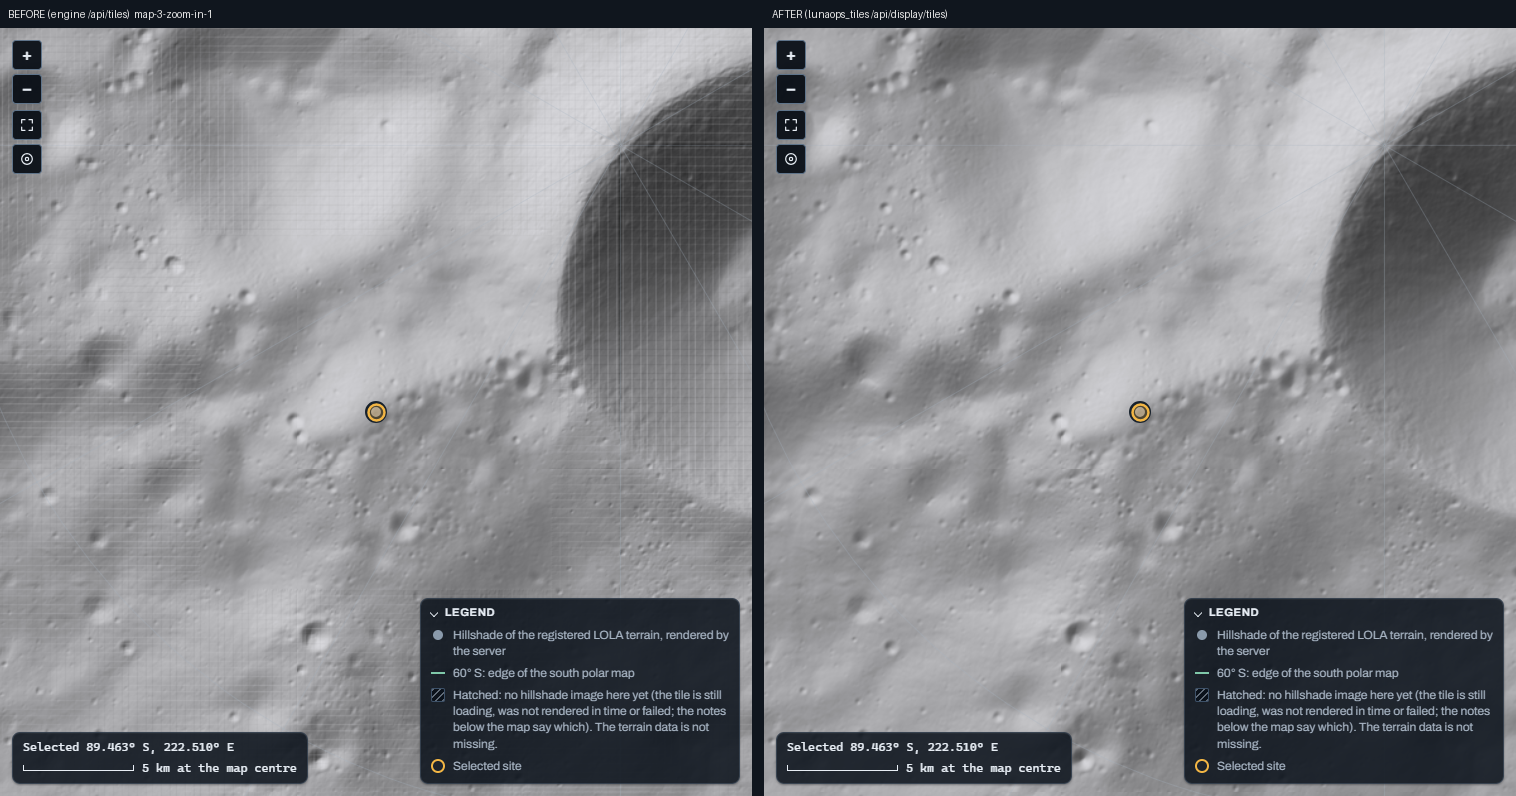 BEFORE (engine /api/tiles) map-3-zoom-in-1
+
−
LEGEND
Hillshade of the registered LOLA terrain, rendered by
the server
60° S: edge of the south polar map
Hatched: no hillshade image here yet (the tile is still
loading, was not rendered in time or failed; the notes
below the map say which). The terrain data is not
missing.
Selected site
Selected 89.463° S, 222.510° E
5 km at the map centre
AFTER (lunaops_tiles /api/display/tiles)
+
−
LEGEND
Hillshade of the registered LOLA terrain, rendered by
the server
60° S: edge of the south polar map
Hatched: no hillshade image here yet (the tile is still
loading, was not rendered in time or failed; the notes
below the map say which). The terrain data is not
missing.
Selected site
Selected 89.463° S, 222.510° E
5 km at the map centre